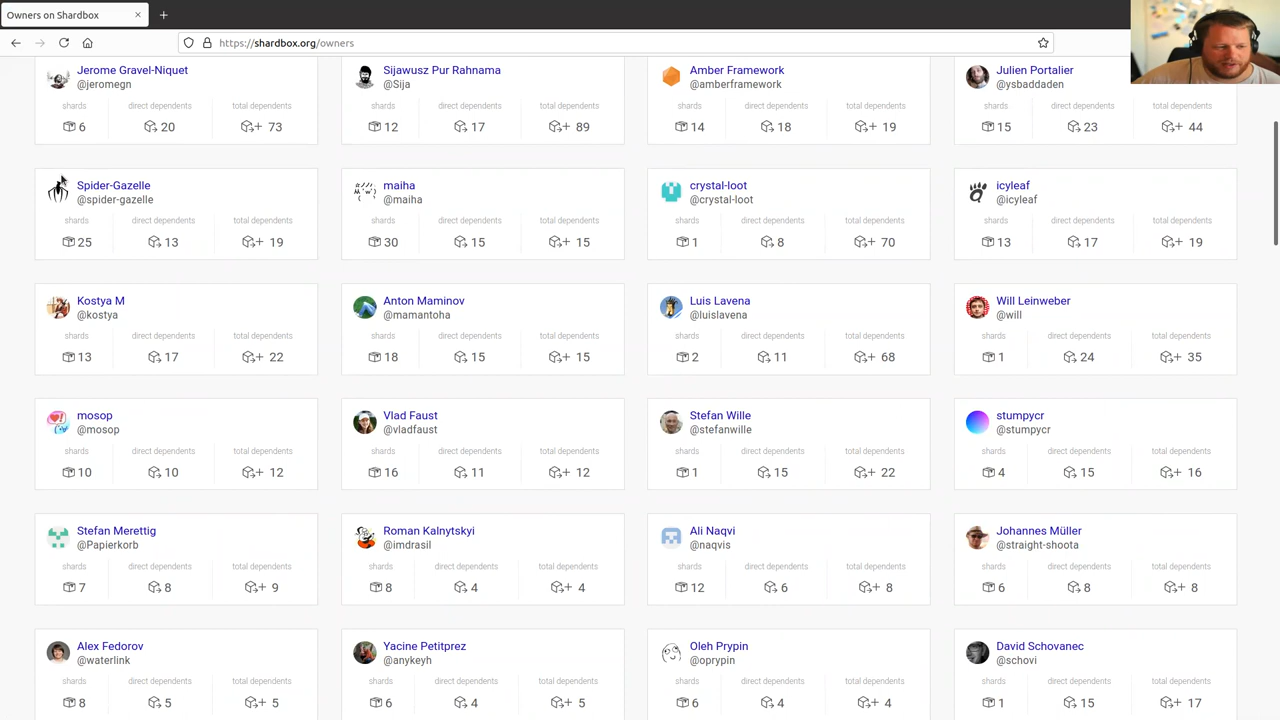 Owners on Shardbox
https://shardbox.org/owners
Jerome Gravel-Niquet
@jeromegn
shards direct dependents total dependents
6 20 73
Sijawusz Pur Rahnama
@Sija
shards direct dependents total dependents
12 17 89
Amber Framework
@amberframework
shards direct dependents total dependents
14 18 19
Julien Portalier
@ysbaddaden
shards direct dependents total dependents
15 23 44
Spider-Gazelle
@spider-gazelle
shards direct dependents total dependents
25 13 19
maiha
@maiha
shards direct dependents total dependents
30 15 15
crystal-loot
@crystal-loot
shards direct dependents total dependents
1 8 70
icyleaf
@icyleaf
shards direct dependents total dependents
13 17 19
Kostya M
@kostya
shards direct dependents total dependents
13 17 22
Anton Maminov
@mamantoha
shards direct dependents total dependents
18 15 15
Luis Lavena
@luislavena
shards direct dependents total dependents
2 11 68
Will Leinweber
@will
shards direct dependents total dependents
1 24 35
mosop
@mosop
shards direct dependents total dependents
10 10 12
Vlad Faust
@vladfaust
shards direct dependents total dependents
16 11 12
Stefan Wille
@stefanwille
shards direct dependents total dependents
1 15 22
stumpycr
@stumpycr
shards direct dependents total dependents
4 15 16
Stefan Merettig
@Papierkorb
shards direct dependents total dependents
7 8 9
Roman Kalnytskyi
@imdrasil
shards direct dependents total dependents
8 4 4
Ali Naqvi
@naqvis
shards direct dependents total dependents
12 6 8
Johannes Müller
@straight-shoota
shards direct dependents total dependents
6 8 8
Alex Fedorov
@waterlink
shards direct dependents total dependents
8 5 5
Yacine Petitprez
@anykeyh
shards direct dependents total dependents
6 4 5
Oleh Prypin
@oprypin
shards direct dependents total dependents
6 4 4
David Schovanec
@schovi
shards direct dependents total dependents
1 15 17